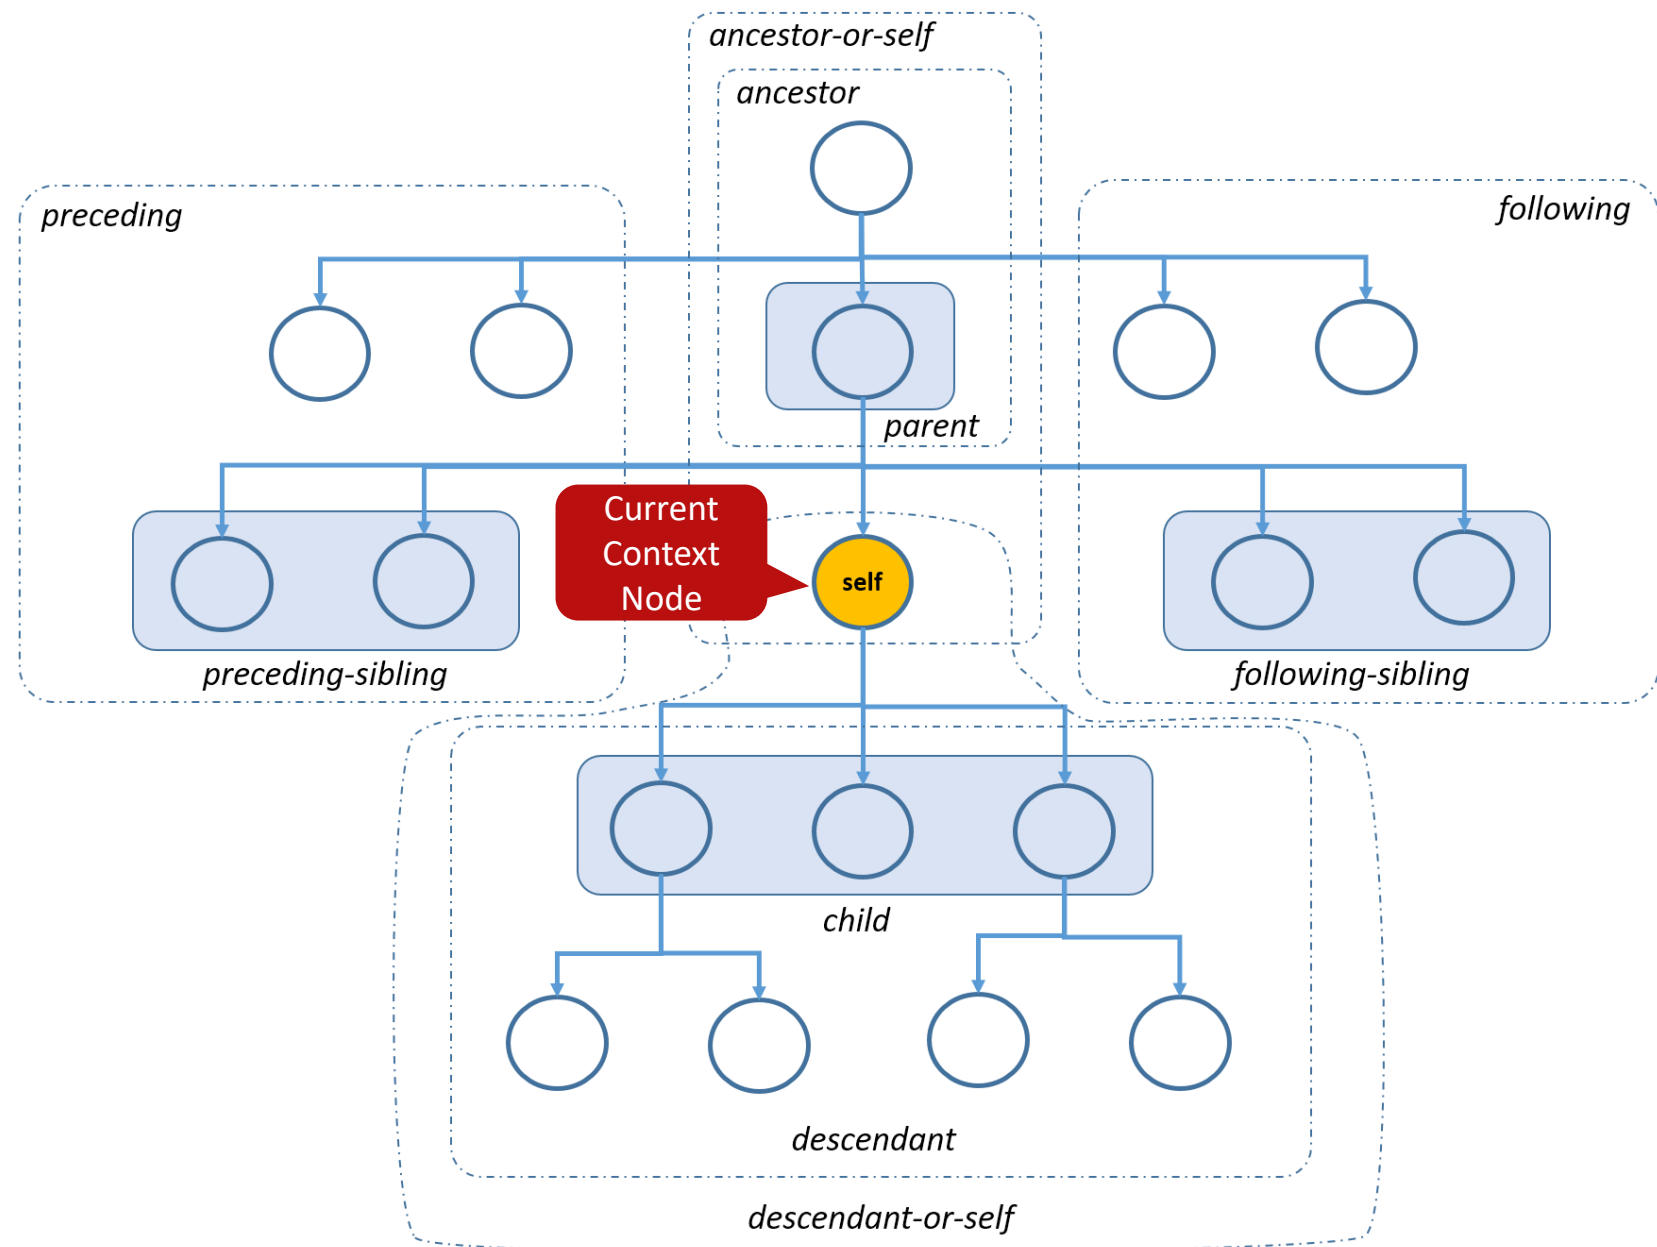 ancestor-or-self
ancestor
preceding
following
parent
Current
Context
Node
self
preceding-sibling
following-sibling
child
descendant
descendant-or-self